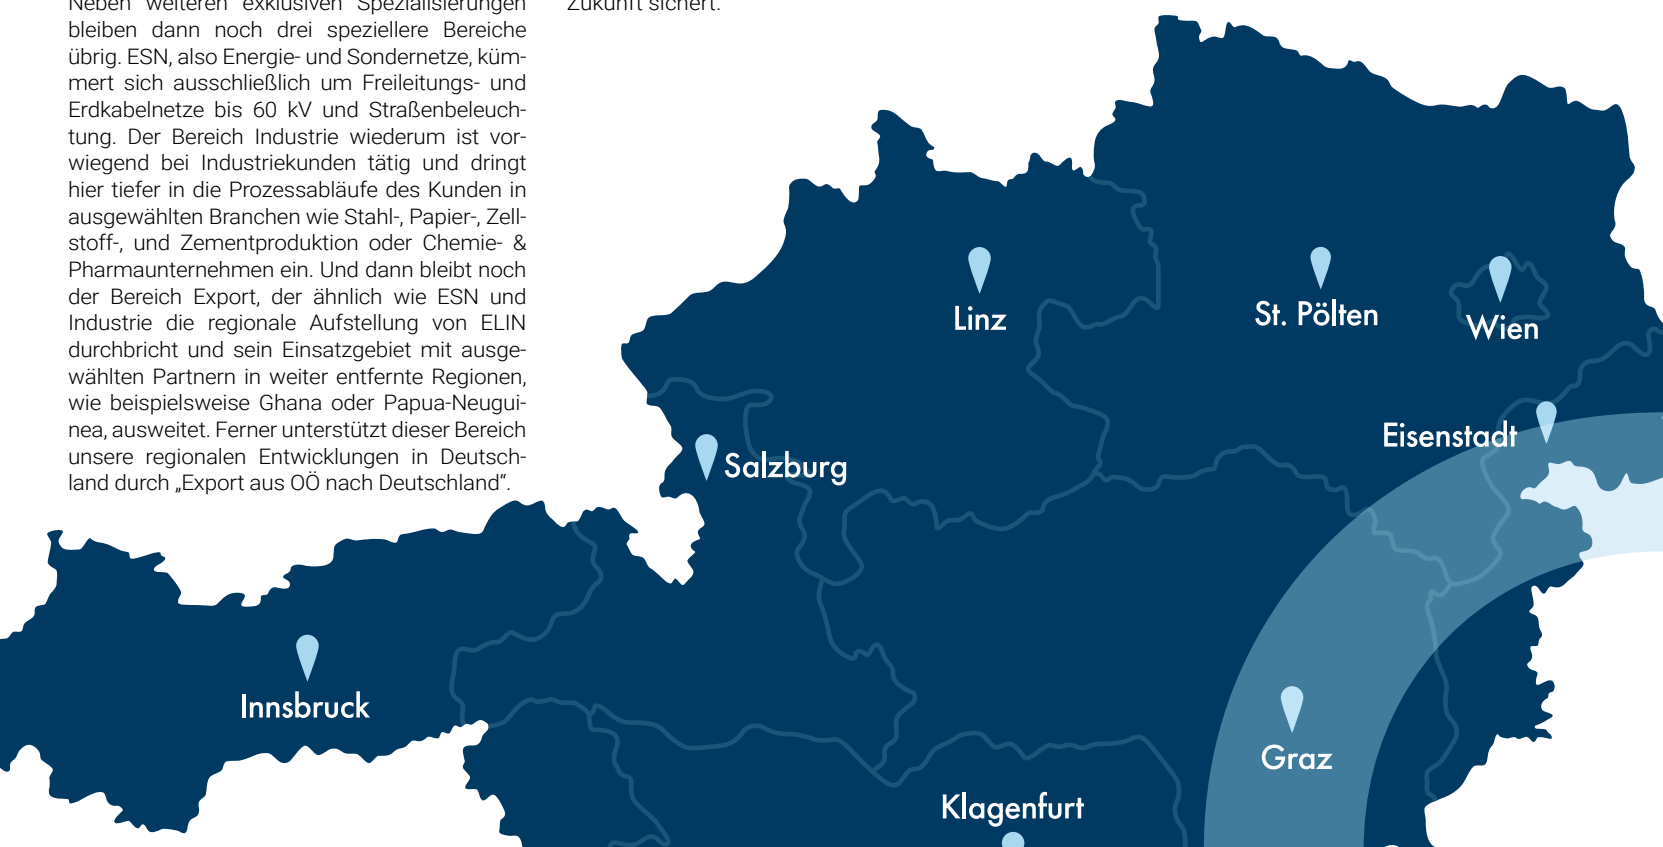 Neben weiteren exklusiven Spezialisierungen
bleiben dann noch drei speziellere Bereiche
übrig. ESN, also Energie- und Sondernetze, küm-
mert sich ausschließlich um Freileitungs- und
Erdkabelnetze bis 60 kV und Straßenbeleuch-
tung. Der Bereich Industrie wiederum ist vor-
wiegend bei Industriekunden tätig und dringt
hier tiefer in die Prozessabläufe des Kunden in
ausgewählten Branchen wie Stahl-, Papier-, Zell-
stoff-, und Zementproduktion oder Chemie- &
Pharmaunternehmen ein. Und dann bleibt noch
der Bereich Export, der ähnlich wie ESN und
Industrie die regionale Aufstellung von ELIN
durchbricht und sein Einsatzgebiet mit ausge-
wählten Partnern in weiter entfernte Regionen,
wie beispielsweise Ghana oder Papua-Neugui-
nea, ausweitet. Ferner unterstützt dieser Bereich
unsere regionalen Entwicklungen in Deutsch-
land durch „Export aus OÖ nach Deutschland“.
Zukunft sichert.
Linz
St. Pölten
Wien
Eisenstadt
Salzburg
Innsbruck
Graz
Klagenfurt